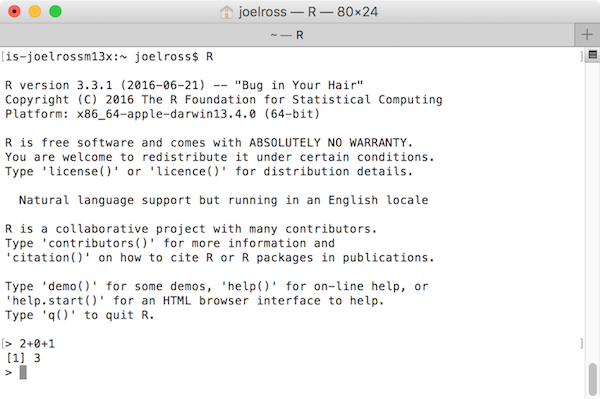 joelross — R — 80×24
~ — R
[is-joelrossm13x:~ joelross$ R ]
R version 3.3.1 (2016-06-21) -- "Bug in Your Hair"
Copyright (C) 2016 The R Foundation for Statistical Computing
Platform: x86_64-apple-darwin13.4.0 (64-bit)
R is free software and comes with ABSOLUTELY NO WARRANTY.
You are welcome to redistribute it under certain conditions.
Type 'license()' or 'licence()' for distribution details.
Natural language support but running in an English locale
R is a collaborative project with many contributors.
Type 'contributors()' for more information and
'citation()' on how to cite R or R packages in publications.
Type 'demo()' for some demos, 'help()' for on-line help, or
'help.start()' for an HTML browser interface to help.
Type 'q()' to quit R.
[> 2+0+1 ]
[1] 3
>